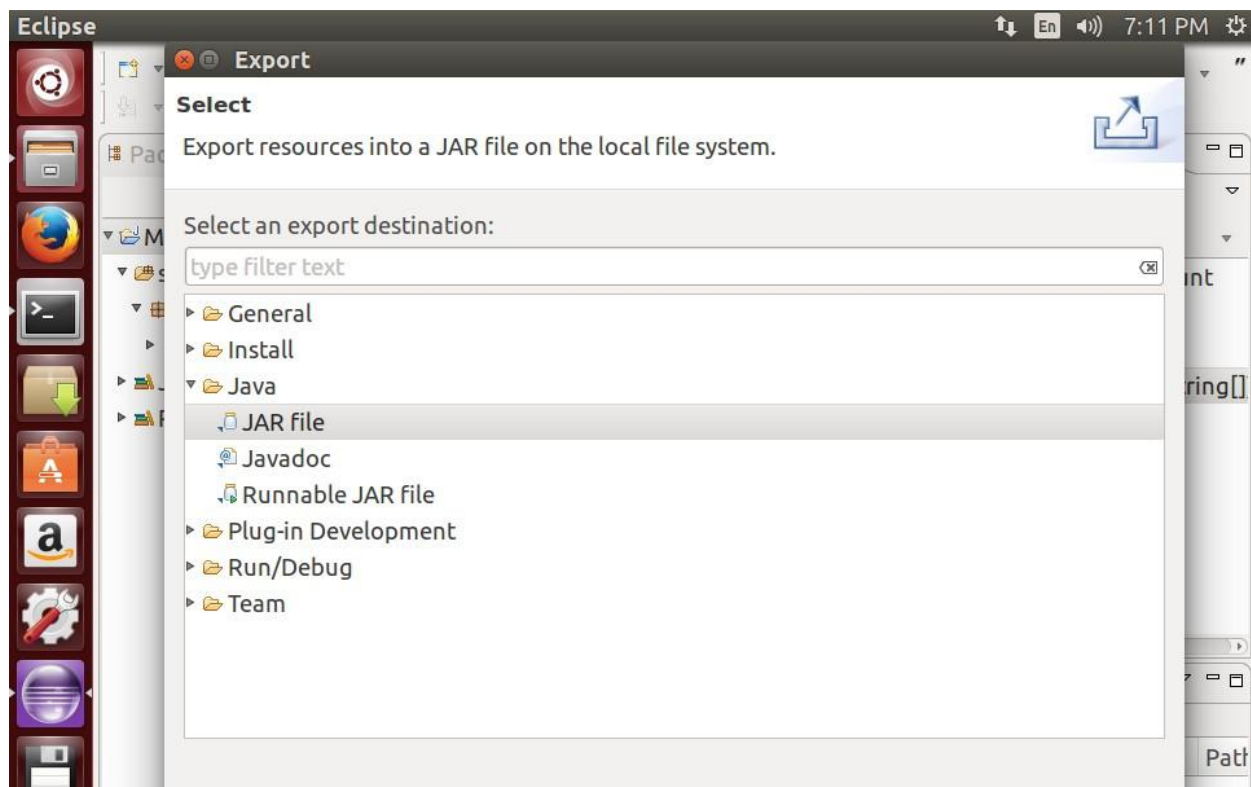 Eclipse
En
7:11 PM
Export
Select
Export resources into a JAR file on the local file system.
Select an export destination:
type filter text
General
Install
Java
JAR file
Javadoc
Runnable JAR file
Plug-in Development
Run/Debug
Team